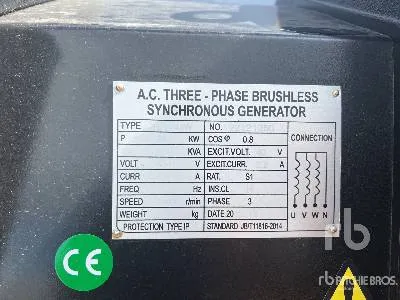 A.C. THREE - PHASE BRUSHLESS
SYNCHRONOUS GENERATOR
TYPE NO.
P KW COS φ 0.8
KVA EXCIT.VOLT. V
VOLT V EXCIT.CURR. A
CURR A RAT. S1
FREQ Hz INS.CL
SPEED r/min PHASE 3
WEIGHT kg DATE 20
PROTECTION TYPE IP STANDARD JB/T11816-2014
CONNECTION
U V W N
CE
rb
rb
RITCHIE BROS.